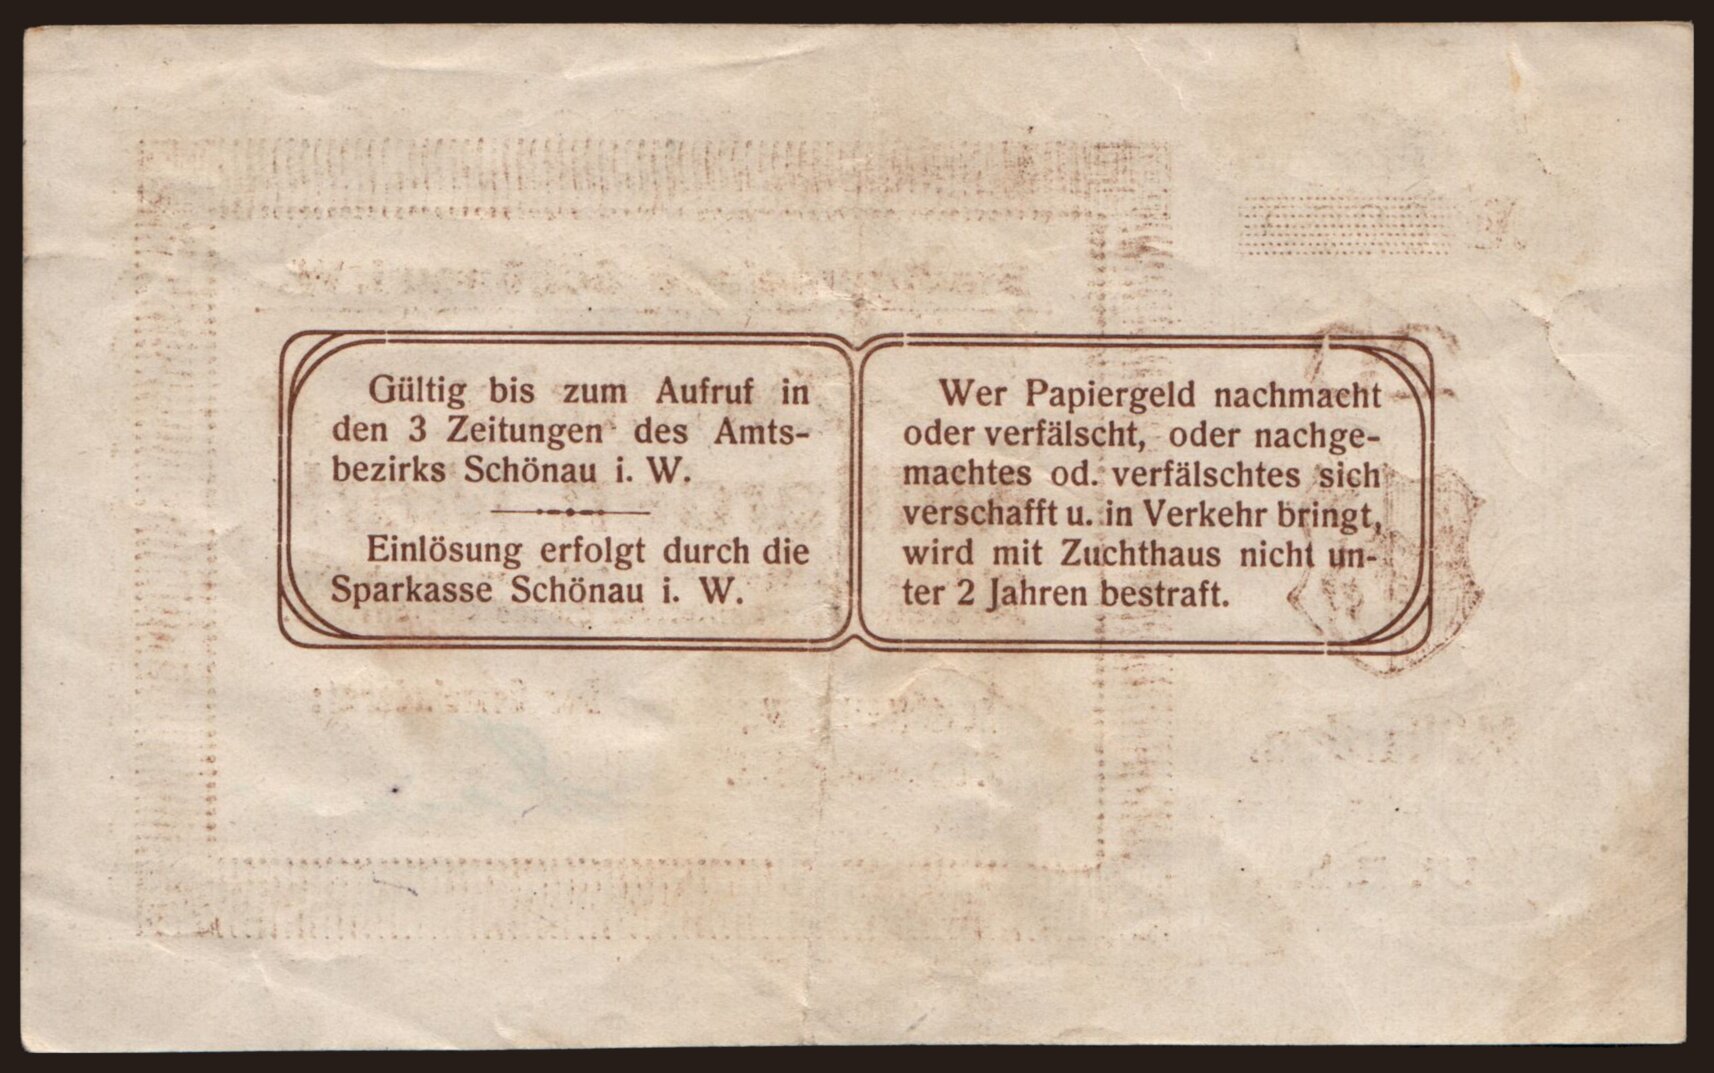 Gültig bis zum Aufruf in
den 3 Zeitungen des Amts-
bezirks Schönau i. W.
Einlösung erfolgt durch die
Sparkasse Schönau i. W.
Wer Papiergeld nachmacht
oder verfälscht, oder nachge-
machtes od. verfälschtes sich
verschafft u. in Verkehr bringt,
wird mit Zuchthaus nicht un-
ter 2 Jahren bestraft.